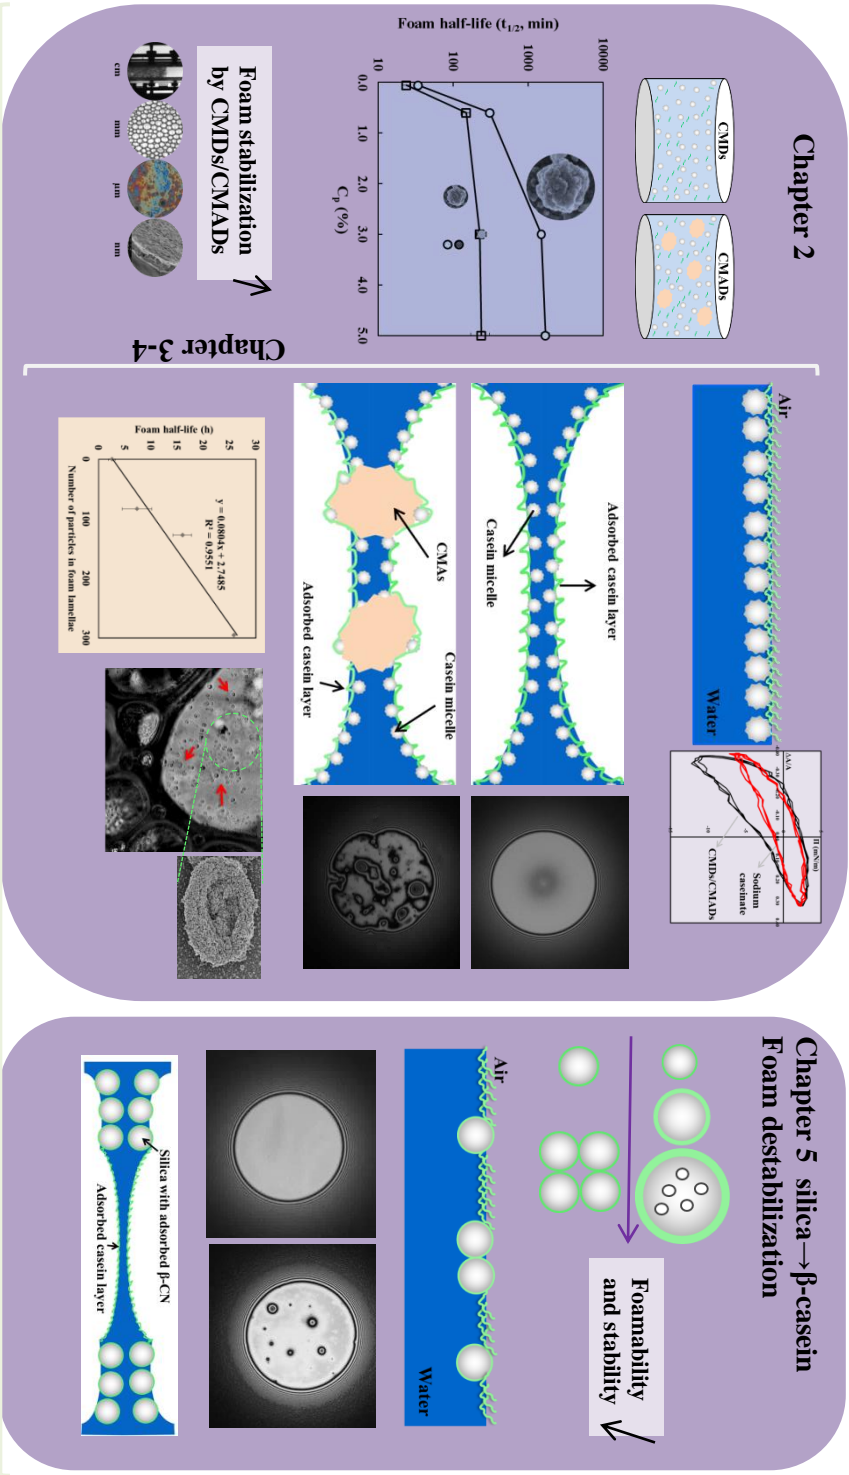 Chapter 2
CMDs
CMADs
Foam half-life (t1/2, min)
10000
1000
100
10
0.0
1.0
2.0
3.0
4.0
5.0
Cp (%)
Foam stabilization
by CMDs/CMADs
cm
mm
μm
nm
Chapter 3-4
Air
Water
ΔA/A
Π (mN/m)
Sodium
caseinate
CMDs/CMADs
Adsorbed casein layer
Casein micelle
CMAs
Casein micelle
Adsorbed casein layer
Foam half-life (h)
30
25
20
15
10
5
0
y = 0.0804x + 2.7485
R² = 0.9551
0
100
200
300
Number of particles in foam lamellae
Chapter 5 silica→β-casein
Foam destabilization
Foamability
and stability
Air
Water
Silica with adsorbed β-CN
Adsorbed casein layer